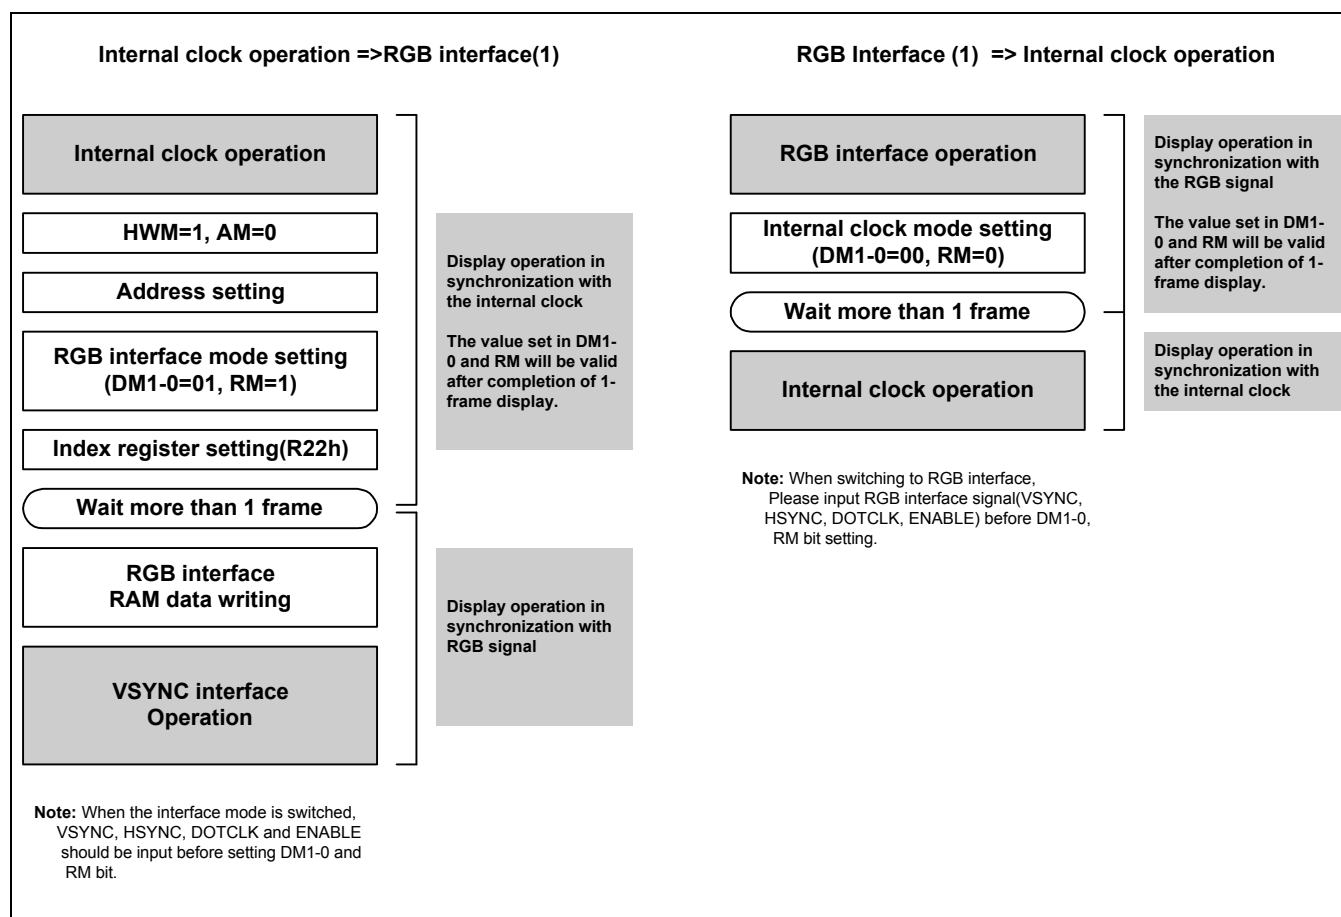 Internal clock operation =>RGB interface(1)
Internal clock operation
HWM=1, AM=0
Address setting
RGB interface mode setting
(DM1-0=01, RM=1)
Index register setting(R22h)
Wait more than 1 frame
RGB interface
RAM data writing
VSYNC interface
Operation
Display operation in
synchronization with
the internal clock
The value set in DM1-
0 and RM will be valid
after completion of 1-
frame display.
Display operation in
synchronization with
RGB signal
Note: When the interface mode is switched,
VSYNC, HSYNC, DOTCLK and ENABLE
should be input before setting DM1-0 and
RM bit.
RGB Interface (1) => Internal clock operation
RGB interface operation
Internal clock mode setting
(DM1-0=00, RM=0)
Wait more than 1 frame
Internal clock operation
Display operation in
synchronization with
the RGB signal
The value set in DM1-
0 and RM will be valid
after completion of 1-
frame display.
Display operation in
synchronization with
the internal clock
Note: When switching to RGB interface,
Please input RGB interface signal(VSYNC,
HSYNC, DOTCLK, ENABLE) before DM1-0,
RM bit setting.